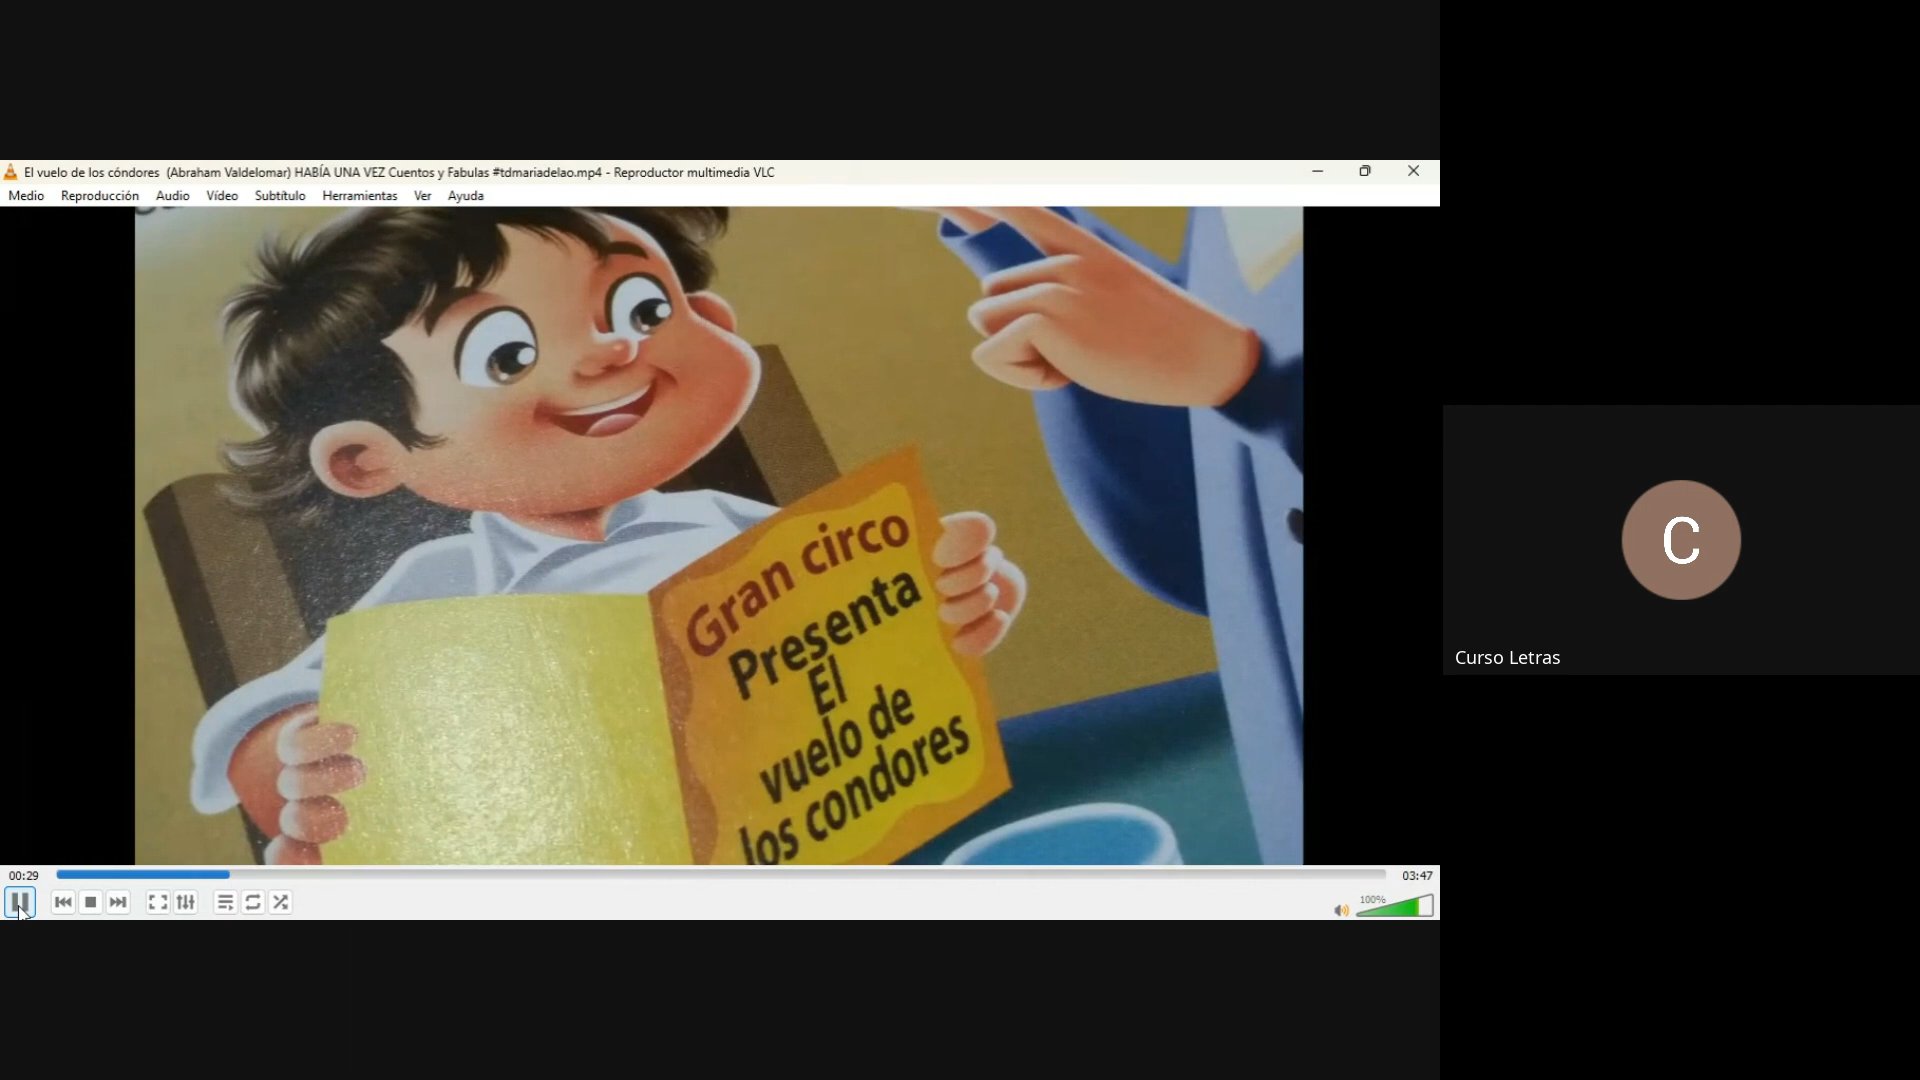 El vuelo de los cóndores (Abraham Valdelomar) HABÍA UNA VEZ Cuentos y Fabulas #tdmariadelao.mp4 - Reproductor multimedia VLC
Medio Reproducción Audio Vídeo Subtítulo Herramientas Ver Ayuda
Gran circo
Presenta
El
vuelo de
los condores
Curso Letras
C
00:29
03:47
100%